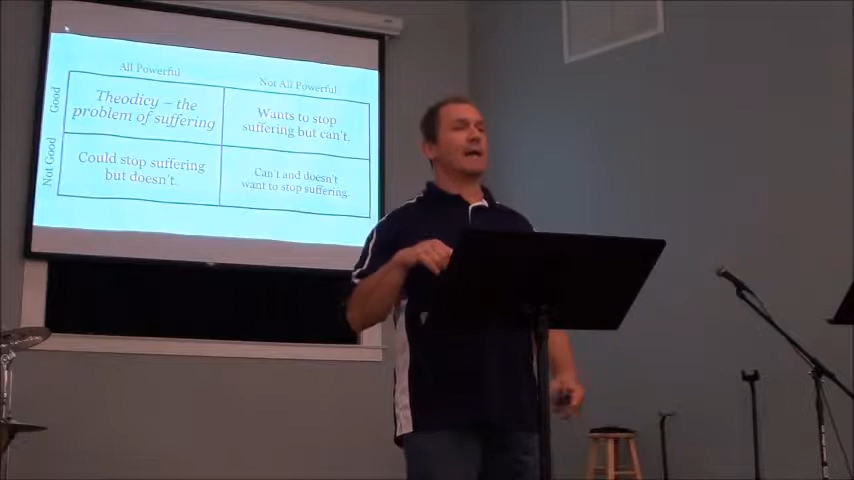 All Powerful
Not All Powerful
Good
Theodicy – the
problem of suffering
Wants to stop
suffering but can't.
Not Good
Could stop suffering
but doesn't.
Can't and doesn't
want to stop suffering.